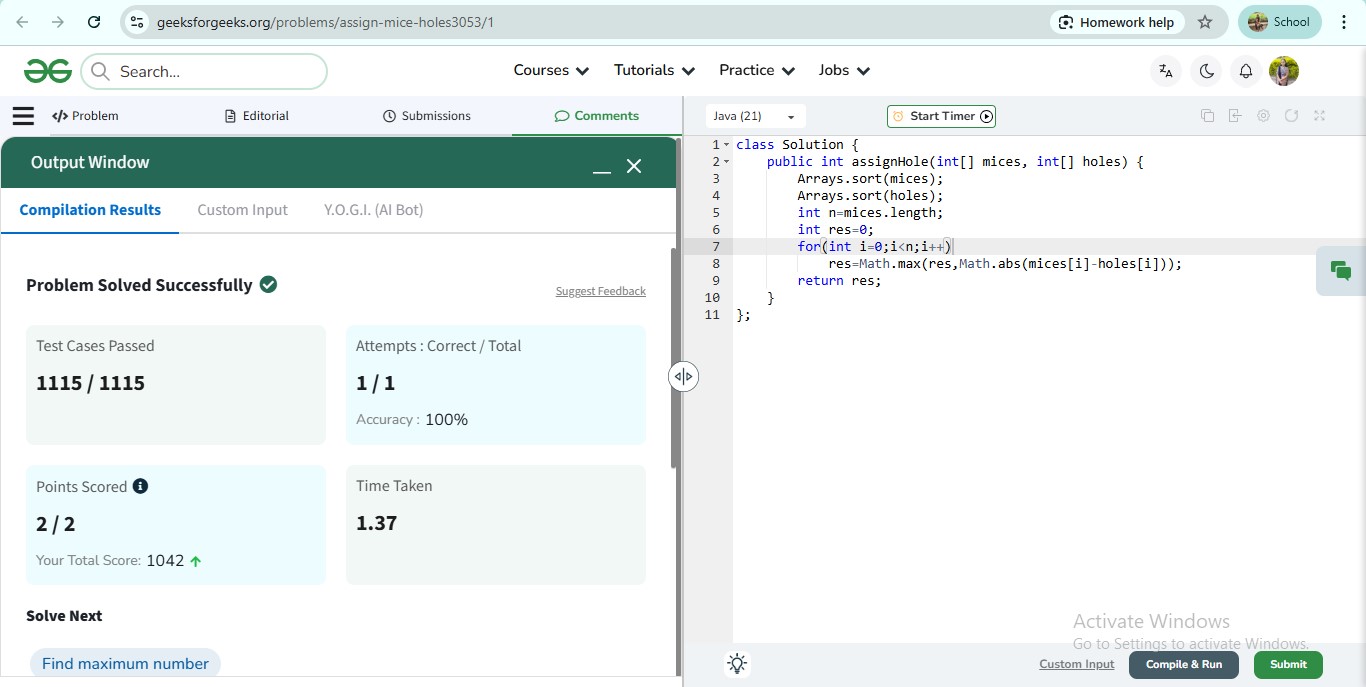 geeksforgeeks.org/problems/assign-mice-holes3053/1
Homework help
School
Search...
Courses
Tutorials
Practice
Jobs
Problem
Editorial
Submissions
Comments
Output Window
Compilation Results
Custom Input
Y.O.G.I. (AI Bot)
Problem Solved Successfully
Suggest Feedback
Test Cases Passed
1115 / 1115
Attempts : Correct / Total
1 / 1
Accuracy : 100%
Points Scored
2 / 2
Your Total Score: 1042
Time Taken
1.37
Solve Next
Find maximum number
Java (21)
Start Timer
1 class Solution {
2 public int assignHole(int[] mices, int[] holes) {
3 Arrays.sort(mices);
4 Arrays.sort(holes);
5 int n=mices.length;
6 int res=0;
7 for(int i=0;i<n;i++)
8 res=Math.max(res,Math.abs(mices[i]-holes[i]));
9 return res;
10 }
11 };
Activate Windows
Go to Settings to activate Windows.
Custom Input
Compile & Run
Submit